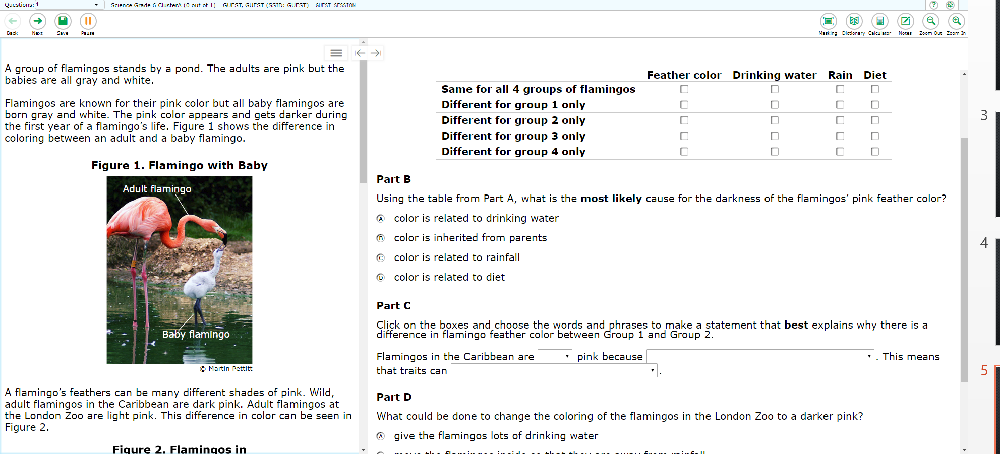 Questions: 1
Science Grade 6 ClusterA (0 out of 1) GUEST, GUEST (SSID: GUEST) GUEST SESSION
?
Back Next Save Pause
Masking Dictionary Calculator Notes Zoom Out Zoom In
A group of flamingos stands by a pond. The adults are pink but the
babies are all gray and white.
Flamingos are known for their pink color but all baby flamingos are
born gray and white. The pink color appears and gets darker during
the first year of a flamingo’s life. Figure 1 shows the difference in
coloring between an adult and a baby flamingo.
Figure 1. Flamingo with Baby
Adult flamingo
Baby flamingo
© Martin Pettitt
A flamingo’s feathers can be many different shades of pink. Wild,
adult flamingos in the Caribbean are dark pink. Adult flamingos at
the London Zoo are light pink. This difference in color can be seen in
Figure 2.
Figure 2. Flamingos in
Feather color Drinking water Rain Diet
Same for all 4 groups of flamingos
Different for group 1 only
Different for group 2 only
Different for group 3 only
Different for group 4 only
Part B
Using the table from Part A, what is the most likely cause for the darkness of the flamingos’ pink feather color?
A color is related to drinking water
B color is inherited from parents
C color is related to rainfall
D color is related to diet
Part C
Click on the boxes and choose the words and phrases to make a statement that best explains why there is a
difference in flamingo feather color between Group 1 and Group 2.
Flamingos in the Caribbean are pink because . This means
that traits can .
Part D
What could be done to change the coloring of the flamingos in the London Zoo to a darker pink?
A give the flamingos lots of drinking water
move the flamingos inside so that they are away from rainfall
3
4
5